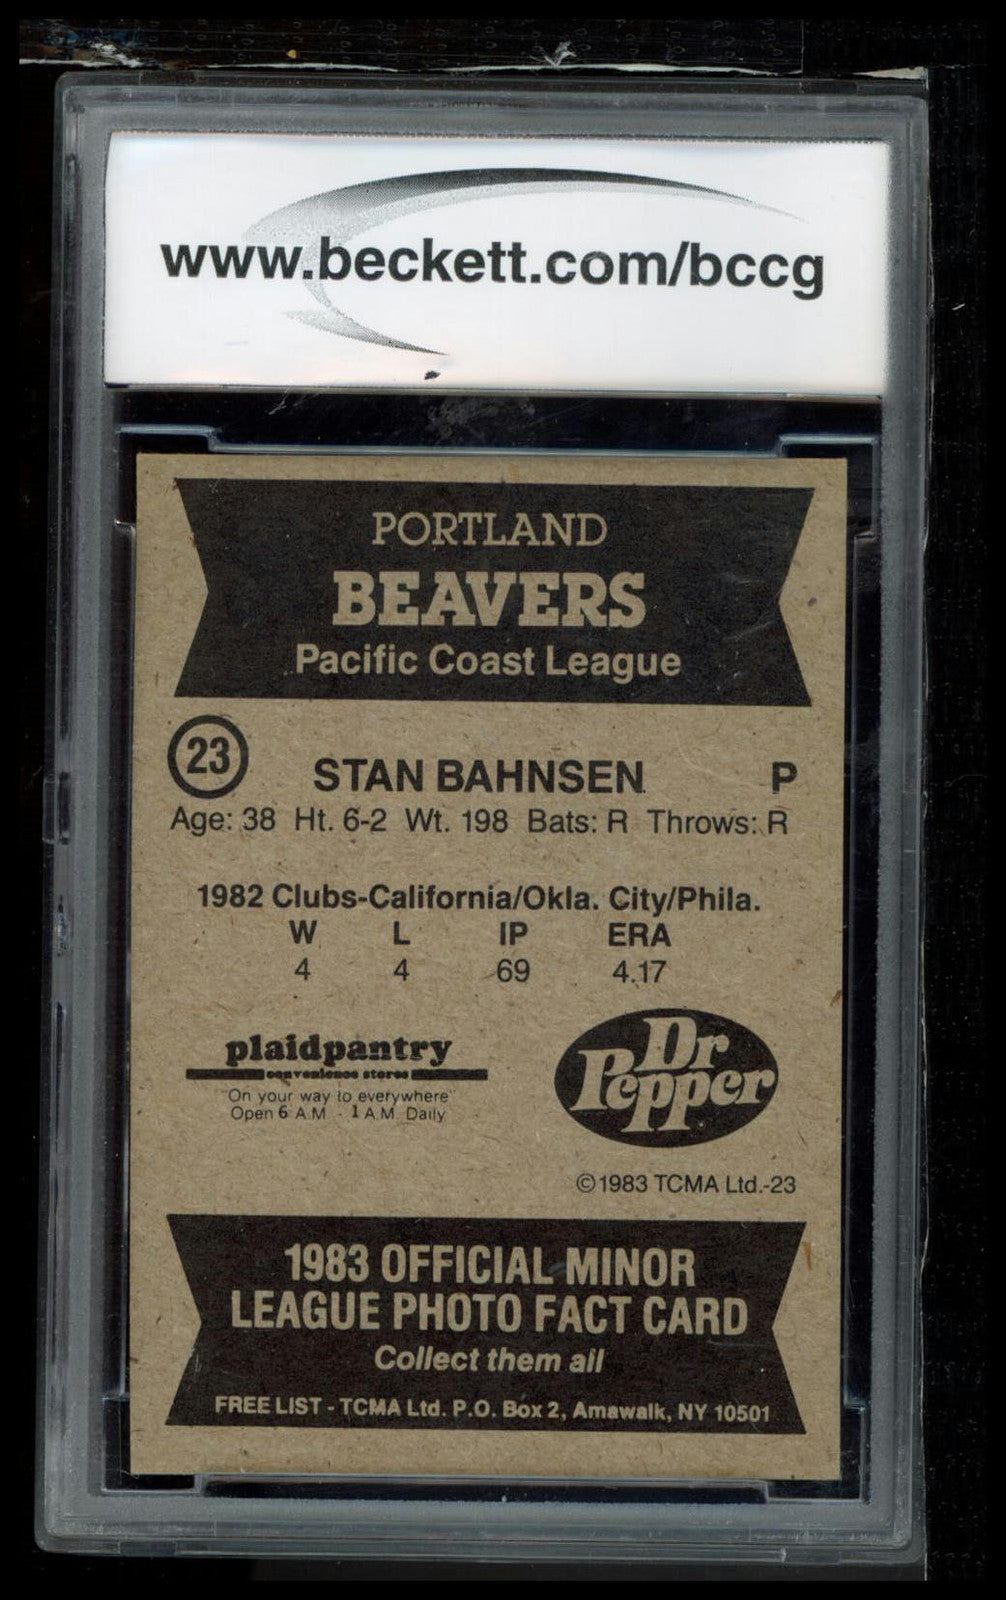 www.beckett.com/bccg
PORTLAND
BEAVERS
Pacific Coast League
23 STAN BAHNSEN P
Age: 38 Ht. 6-2 Wt. 198 Bats: R Throws: R
1982 Clubs-California/Okla. City/Phila.
W L IP ERA
4 4 69 4.17
plaidpantry
convenience stores
On your way to everywhere
Open 6 A.M. - 1 A.M. Daily
Dr
Pepper
©1983 TCMA Ltd.-23
1983 OFFICIAL MINOR
LEAGUE PHOTO FACT CARD
Collect them all
FREE LIST - TCMA Ltd. P.O. Box 2, Amawalk, NY 10501